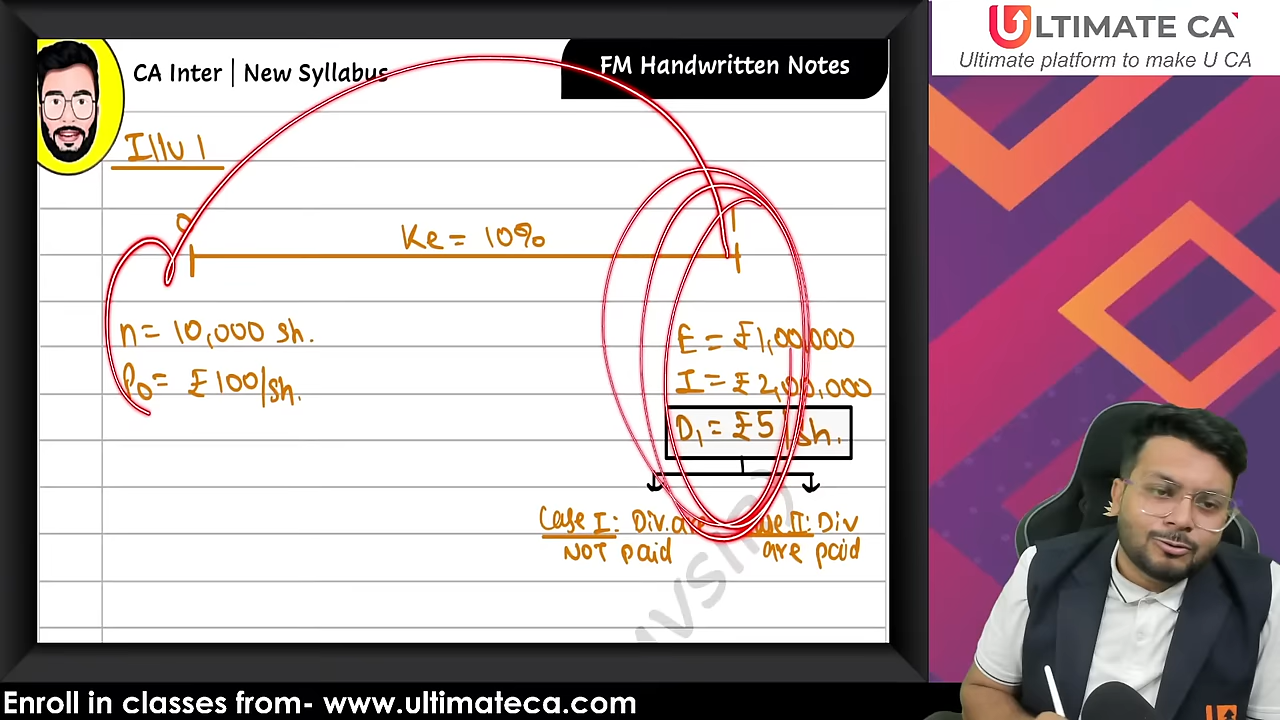 ULTIMATE CA
Ultimate platform to make U CA
CA Inter | New Syllabus
FM Handwritten Notes
Illu 1
0
1
Ke = 10%
n = 10,000 sh.
P0 = ₹100/sh.
E = ₹1,00,000
I = ₹2,00,000
D1 = ₹5/sh.
Case I: Div. are
NOT paid
Case II: Div
are paid
Enroll in classes from- www.ultimateca.com